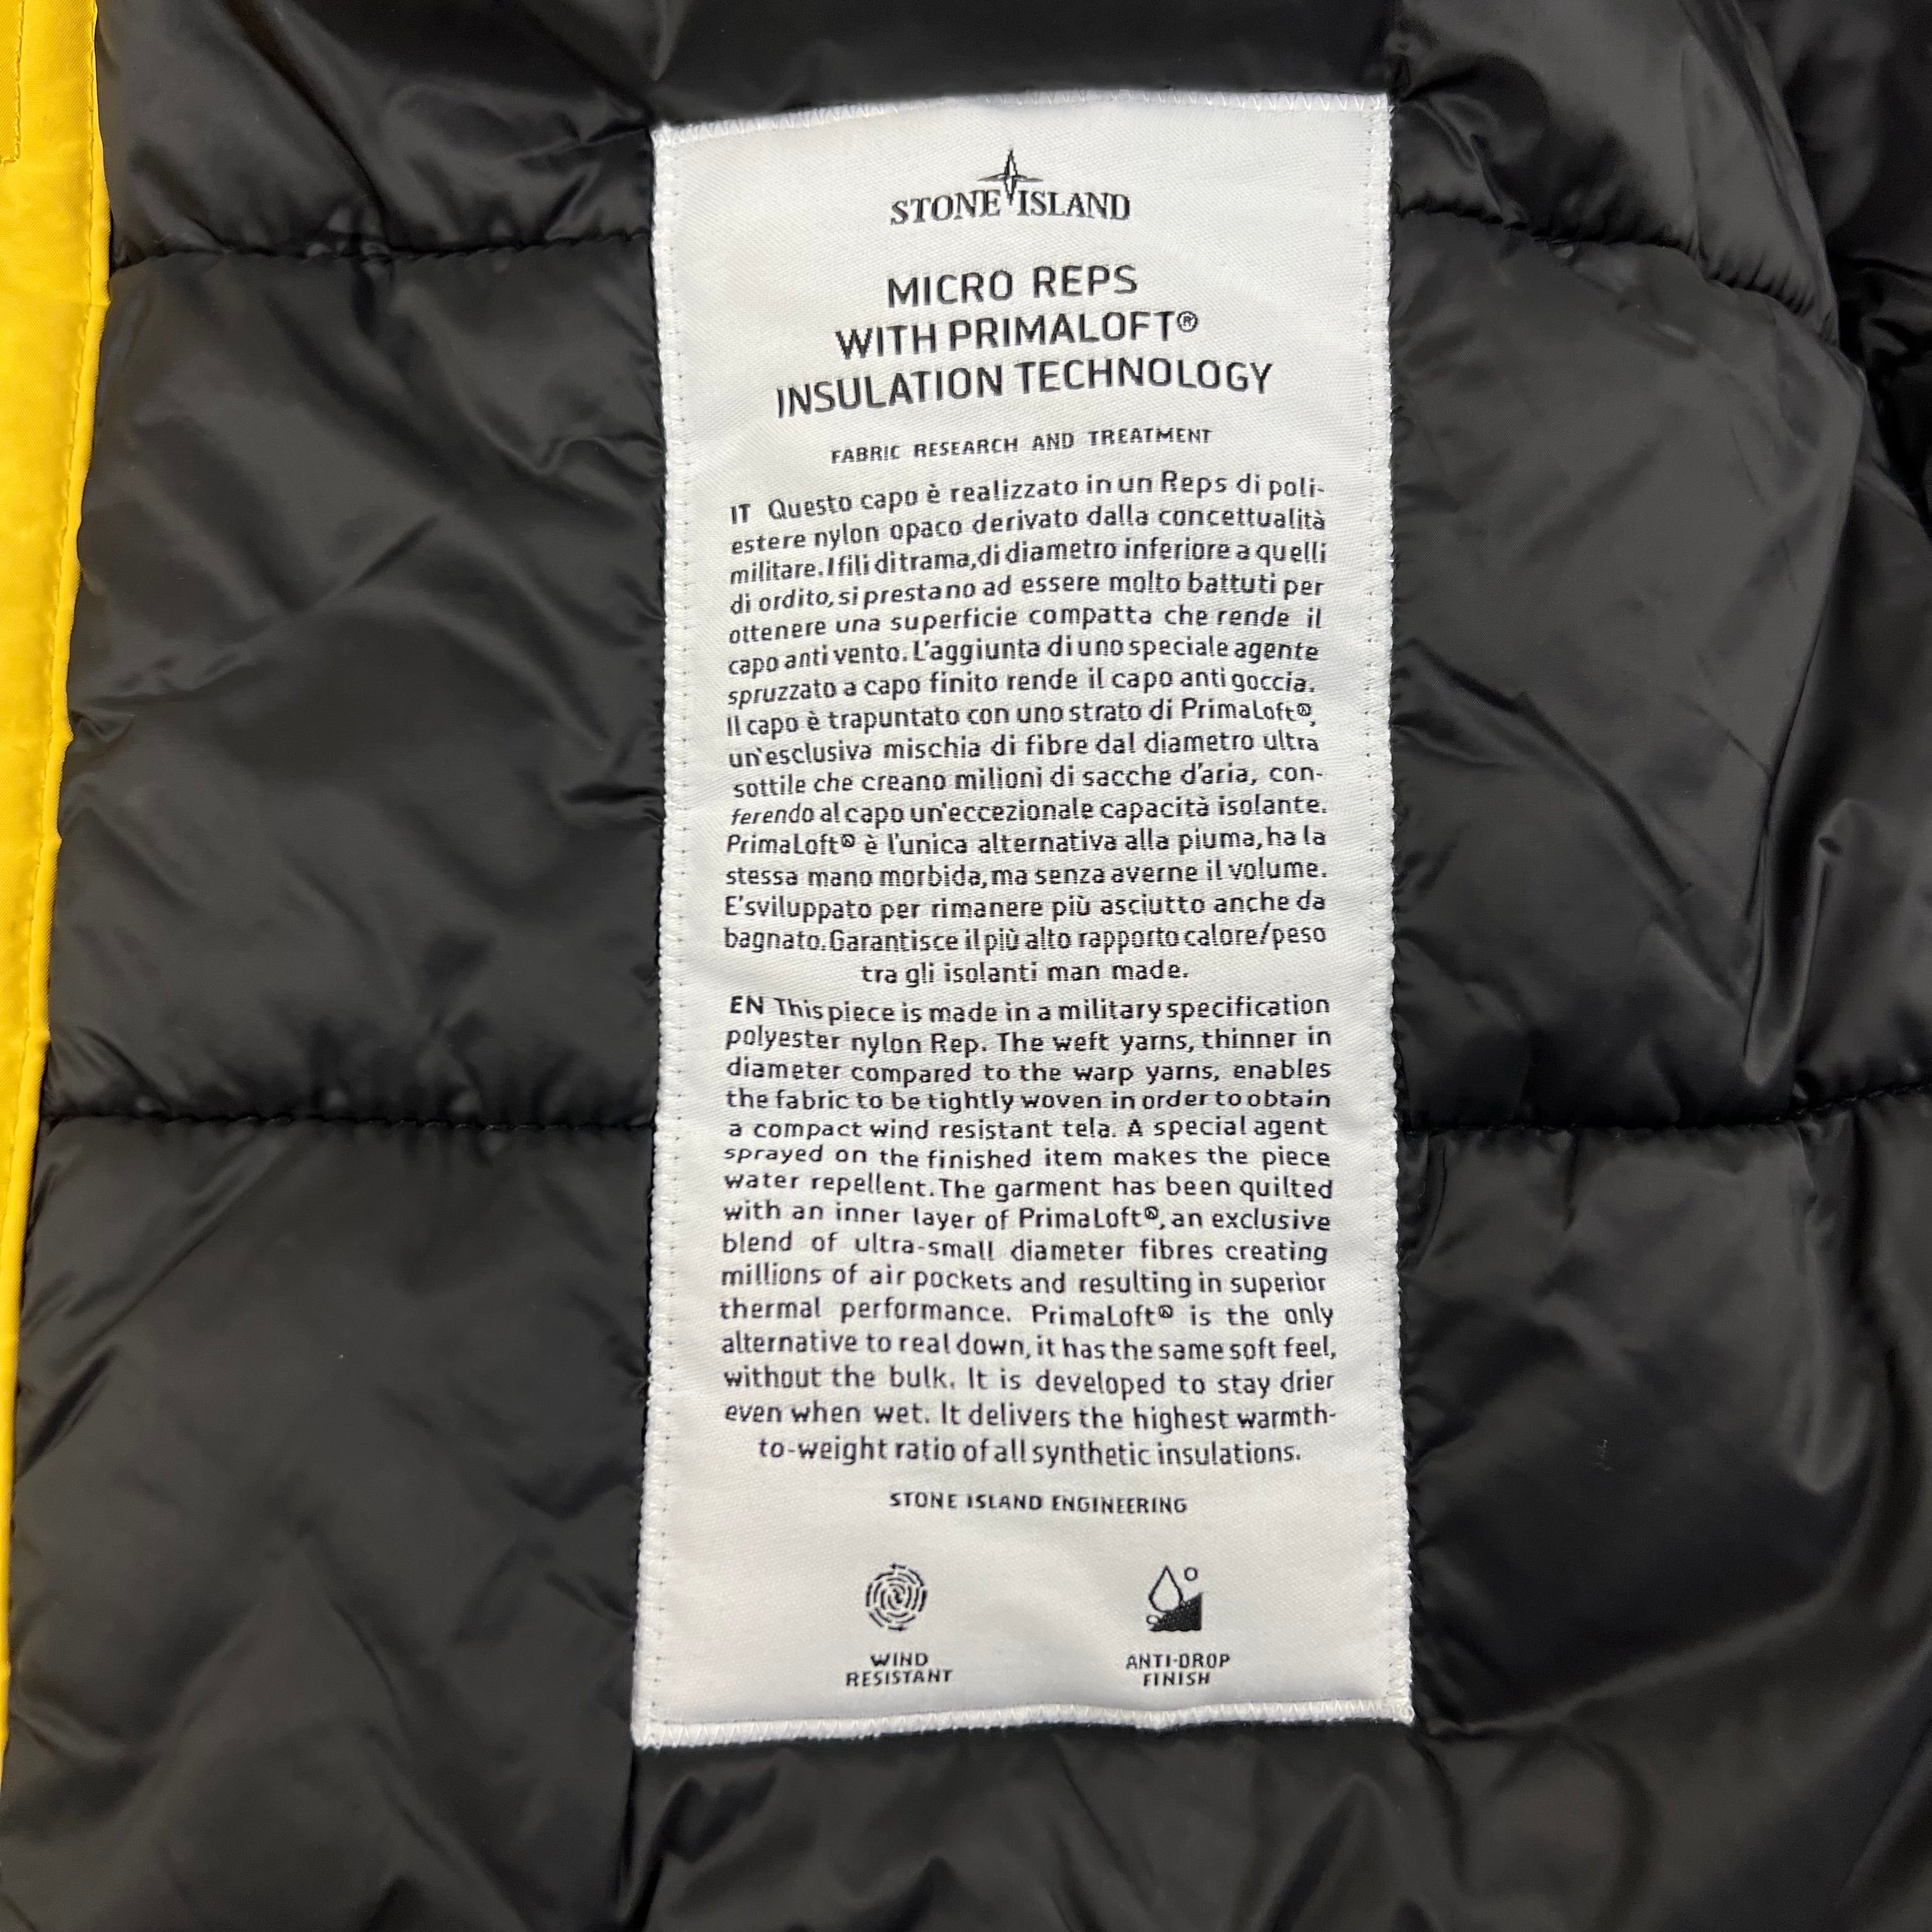 STONE ISLAND
MICRO REPS
WITH PRIMALOFT®
INSULATION TECHNOLOGY
FABRIC RESEARCH AND TREATMENT
IT Questo capo è realizzato in un Reps di poli-
estere nylon opaco derivato dalla concettualità
militare. I fili di trama, di diametro inferiore a quelli
di ordito, si prestano ad essere molto battuti per
ottenere una superficie compatta che rende il
capo anti vento. L'aggiunta di uno speciale agente
spruzzato a capo finito rende il capo anti goccia.
Il capo è trapuntato con uno strato di PrimaLoft®,
un'esclusiva mischia di fibre dal diametro ultra
sottile che creano milioni di sacche d'aria, con-
ferendo al capo un'eccezionale capacità isolante.
PrimaLoft® è l'unica alternativa alla piuma, ha la
stessa mano morbida, ma senza averne il volume.
E'sviluppato per rimanere più asciutto anche da
bagnato. Garantisce il più alto rapporto calore/peso
tra gli isolanti man made.
EN This piece is made in a military specification
polyester nylon Rep. The weft yarns, thinner in
diameter compared to the warp yarns, enables
the fabric to be tightly woven in order to obtain
a compact wind resistant tela. A special agent
sprayed on the finished item makes the piece
water repellent. The garment has been quilted
with an inner layer of PrimaLoft®, an exclusive
blend of ultra-small diameter fibres creating
millions of air pockets and resulting in superior
thermal performance. PrimaLoft® is the only
alternative to real down, it has the same soft feel,
without the bulk. It is developed to stay drier
even when wet. It delivers the highest warmth-
to-weight ratio of all synthetic insulations.
STONE ISLAND ENGINEERING
WIND
RESISTANT
ANTI-DROP
FINISH